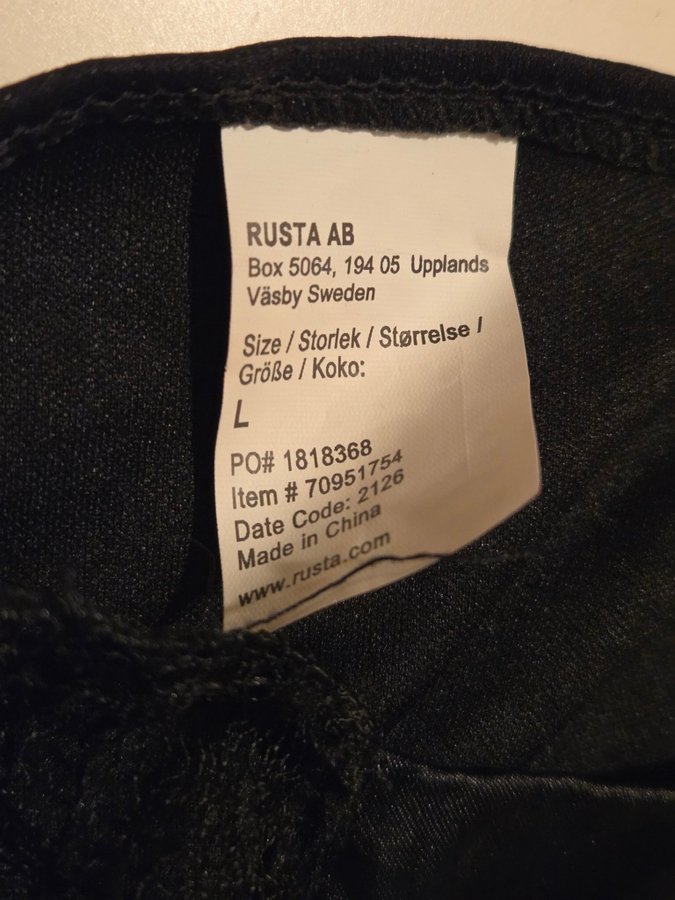 RUSTA AB
Box 5064, 194 05 Upplands
Väsby Sweden
Size / Storlek / Størrelse /
Größe / Koko:
L
PO# 1818368
Item # 70951754
Date Code: 2126
Made in China
www.rusta.com